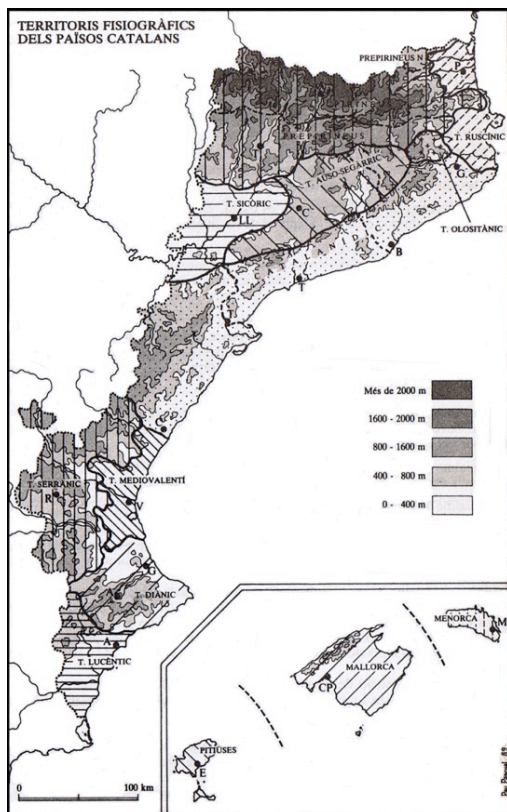 TERRITORIS FISIOGRÀFICS
DELS PAÏSOS CATALANS
PREPIRINEUS N
P
PREPIRINEUS
T. RUSCÍNIC
T. AUSO-SEGÀRRIC
G
T. SICÒRIC
LL
C
T. OLOSITÀNIC
B
T
T
Més de 2000 m
1600 - 2000 m
800 - 1600 m
400 - 800 m
0 - 400 m
C
T. SERRÀNIC
T. MEDIOVALENTÍ
R
V
G
A
T. DIÀNIC
A
T. LUCÈNTIC
MENORCA
M
MALLORCA
CP
PITIÜSES
E
0
100 km